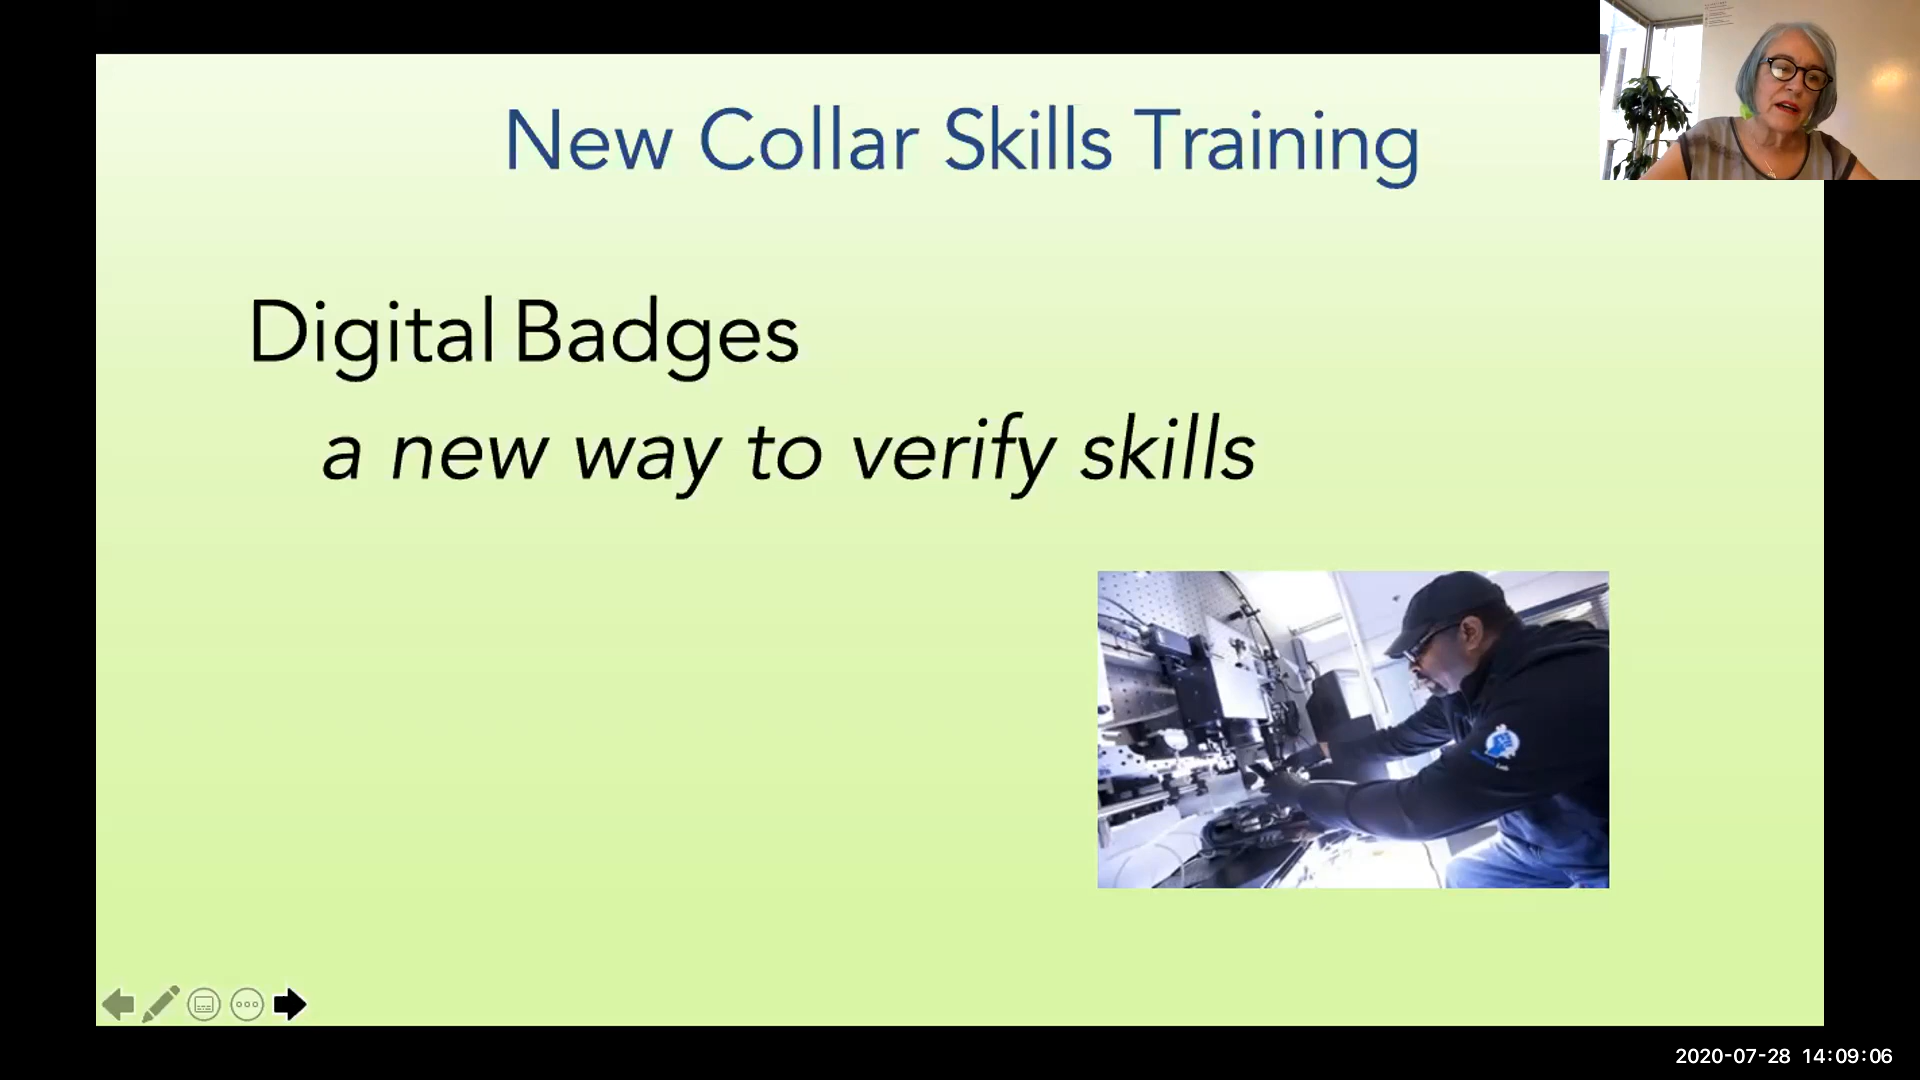 New Collar Skills Training
Digital Badges
a new way to verify skills
2020-07-28 14:09:06